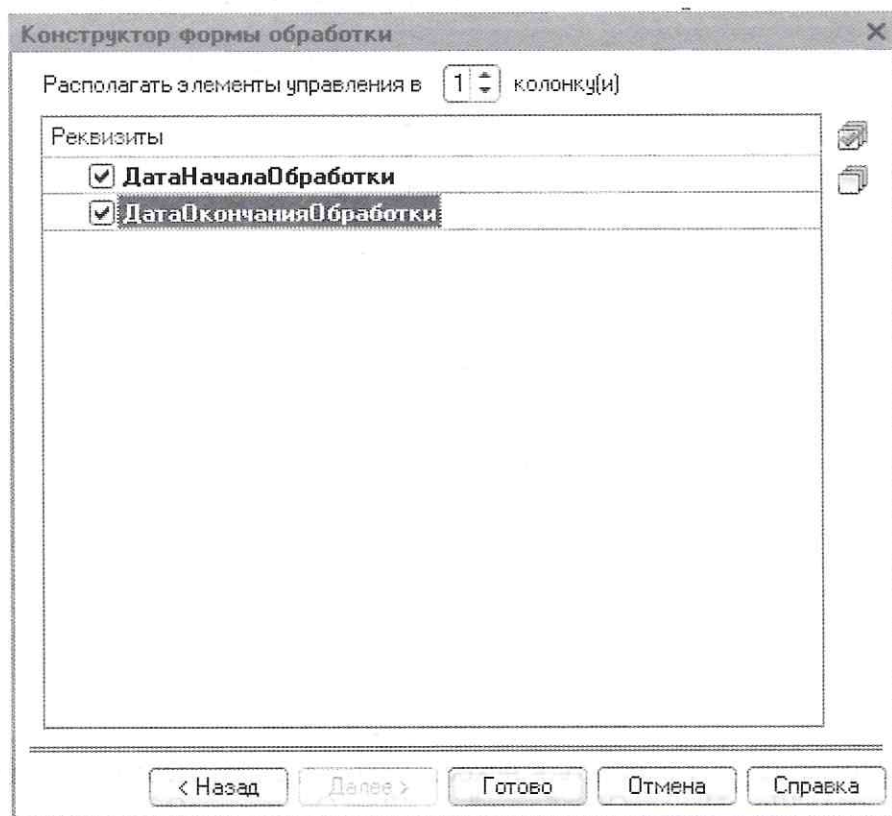 Конструктор формы обработки
Располагать элементы управления в 1 колонку(и)
Реквизиты
ДатаНачалаОбработки
ДатаОкончанияОбработки
< Назад Далее > Готово Отмена Справка